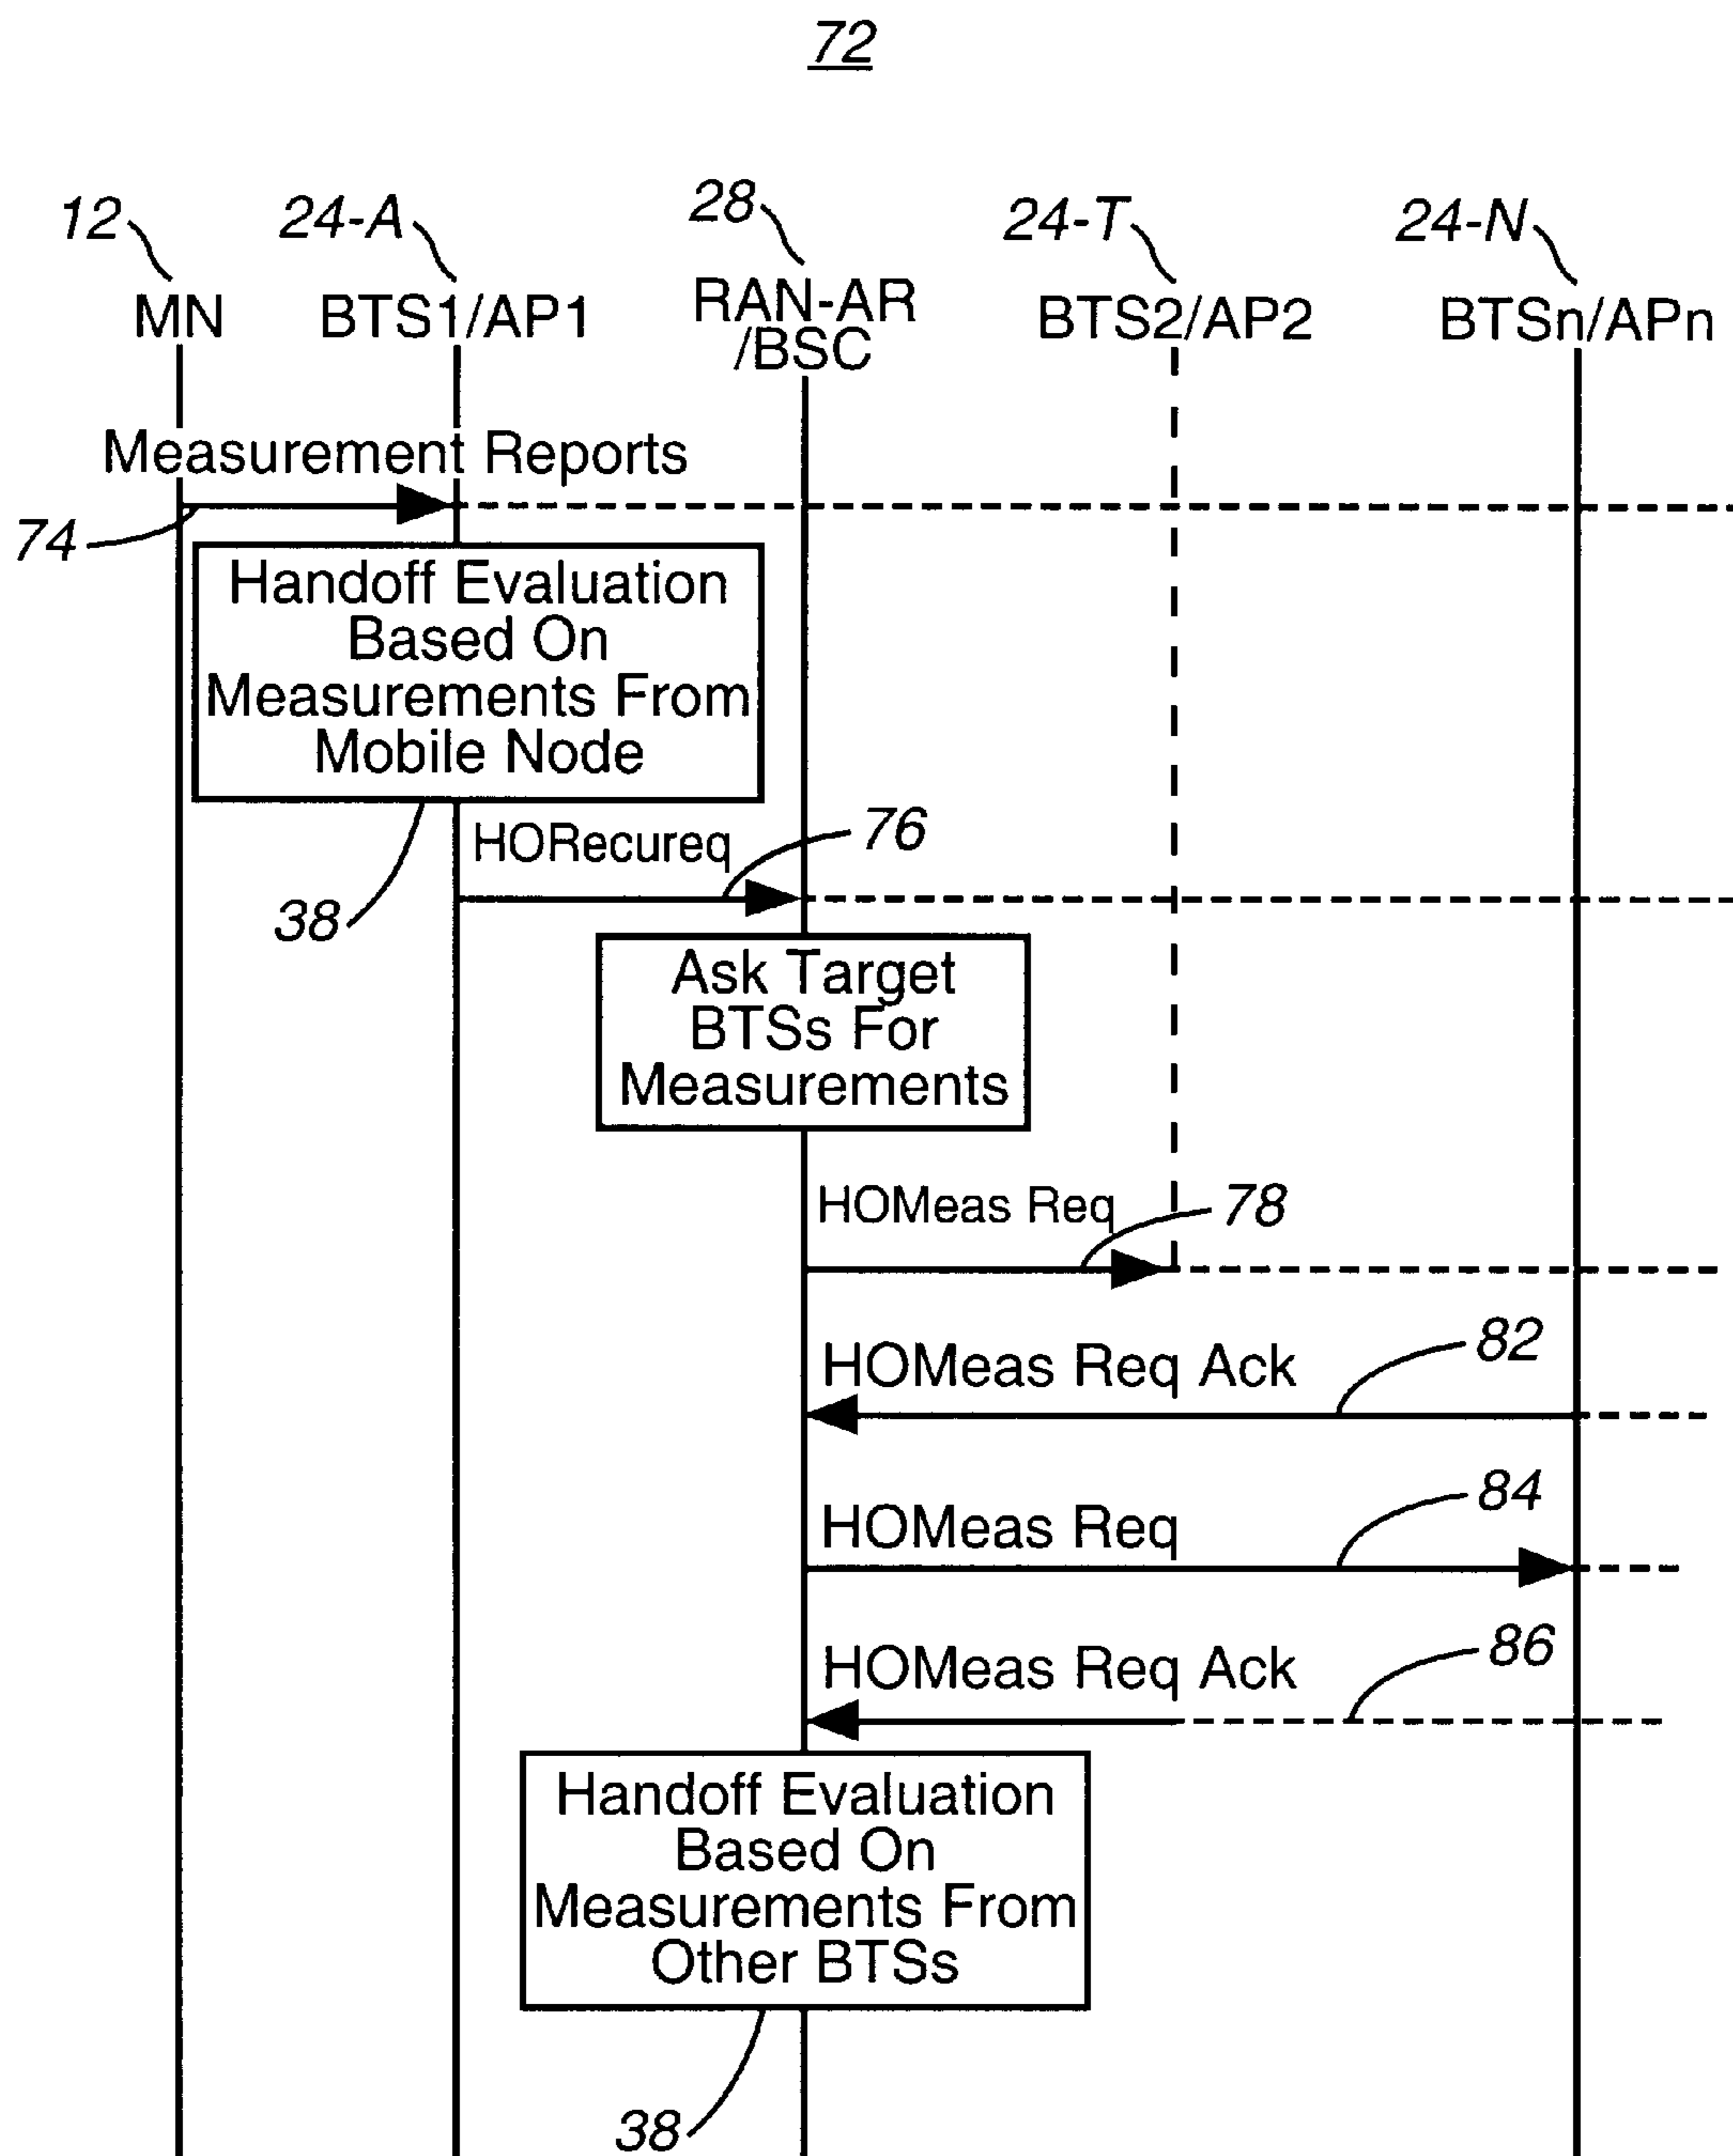 72
12
24-A
28
24-T
24-N
MN
BTS1/AP1
RAN-AR
/BSC
BTS2/AP2
BTSn/APn
Measurement Reports
74
Handoff Evaluation
Based On
Measurements From
Mobile Node
38
HORecureq
76
Ask Target
BTSs For
Measurements
HOMeas Req
78
HOMeas Req Ack
82
HOMeas Req
84
HOMeas Req Ack
86
Handoff Evaluation
Based On
Measurements From
Other BTSs
38